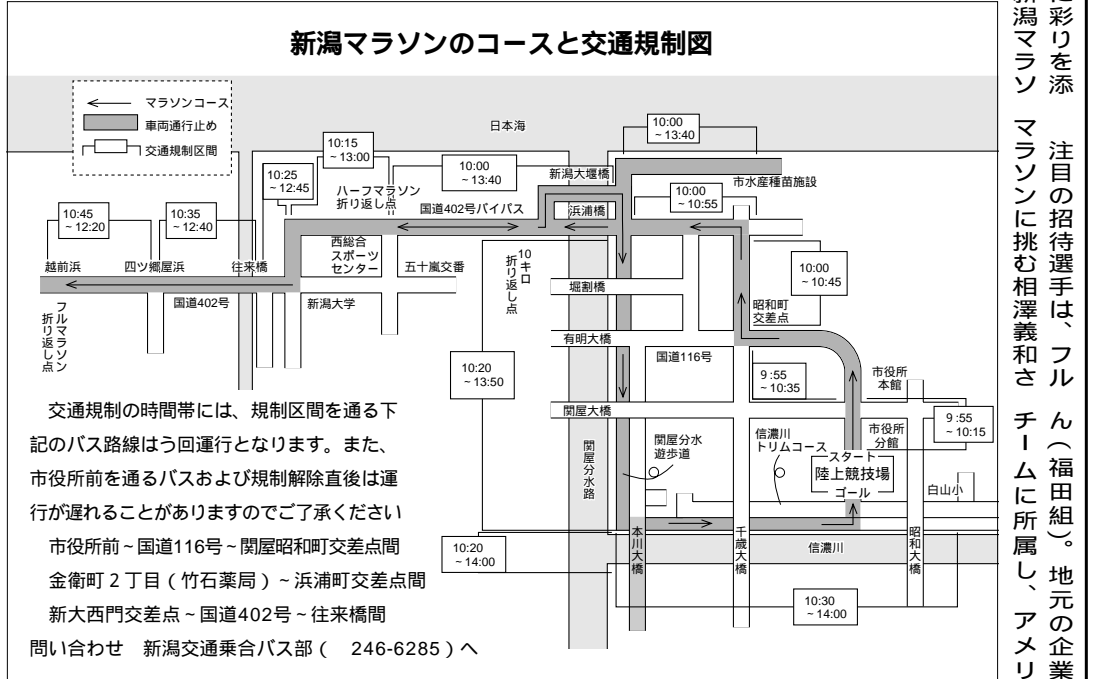 新潟マラソンのコースと交通規制図
マラソンコース
車両通行止め
交通規制区間
日本海
10:00
~13:40
10:15
~13:00
10:25
~12:45
10:00
~13:40
新潟大堰橋
市水産種苗施設
10:00
~10:55
ハーフマラソン
折り返し点
国道402号バイパス
浜浦橋
10:45
~12:20
10:35
~12:40
西総合
スポーツ
センター
五十嵐交番
越前浜
四ツ郷屋浜
往来橋
10キロ
折り返し点
10:00
~10:45
国道402号
新潟大学
堀割橋
昭和町
交差点
フルマラソン
折り返し点
有明大橋
国道116号
10:20
~13:50
9:55
~10:35
市役所
本館
関屋大橋
9:55
~10:15
関屋分水路
関屋分水
遊歩道
信濃川
トリムコース
市役所
分館
スタート
陸上競技場
ゴール
白山小
本川大橋
千歳大橋
信濃川
昭和大橋
10:20
~14:00
10:30
~14:00
交通規制の時間帯には、規制区間を通る下
記のバス路線はう回運行となります。また、
市役所前を通るバスおよび規制解除直後は運
行が遅れることがありますのでご了承ください
市役所前~国道116号~関屋昭和町交差点間
金衛町2丁目(竹石薬局)~浜浦町交差点間
新大西門交差点~国道402号~往来橋間
問い合わせ 新潟交通乗合バス部( 246-6285)へ
彩りを添
潟マラソ
注目の招待選手は、フル
マラソンに挑む相澤義和さ
ん(福田組)。地元の企業
チームに所属し、アメリ